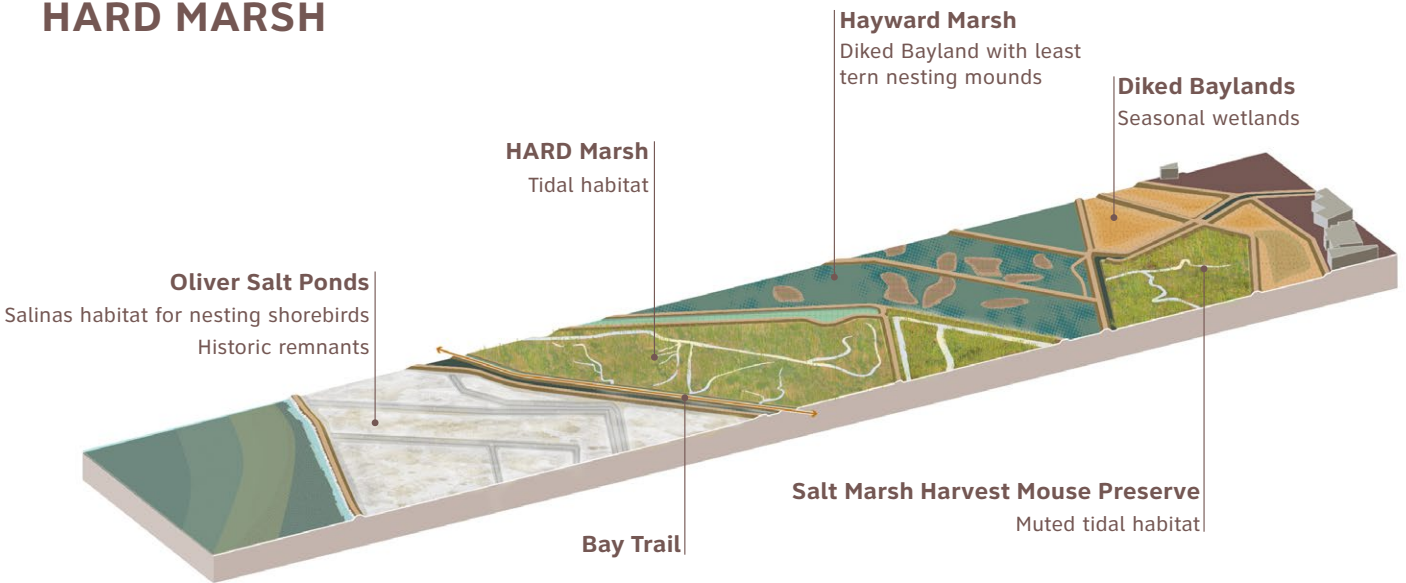 HARD MARSH
Hayward Marsh
Diked Bayland with least
tern nesting mounds
Diked Baylands
Seasonal wetlands
HARD Marsh
Tidal habitat
Oliver Salt Ponds
Salinas habitat for nesting shorebirds
Historic remnants
Salt Marsh Harvest Mouse Preserve
Muted tidal habitat
Bay Trail